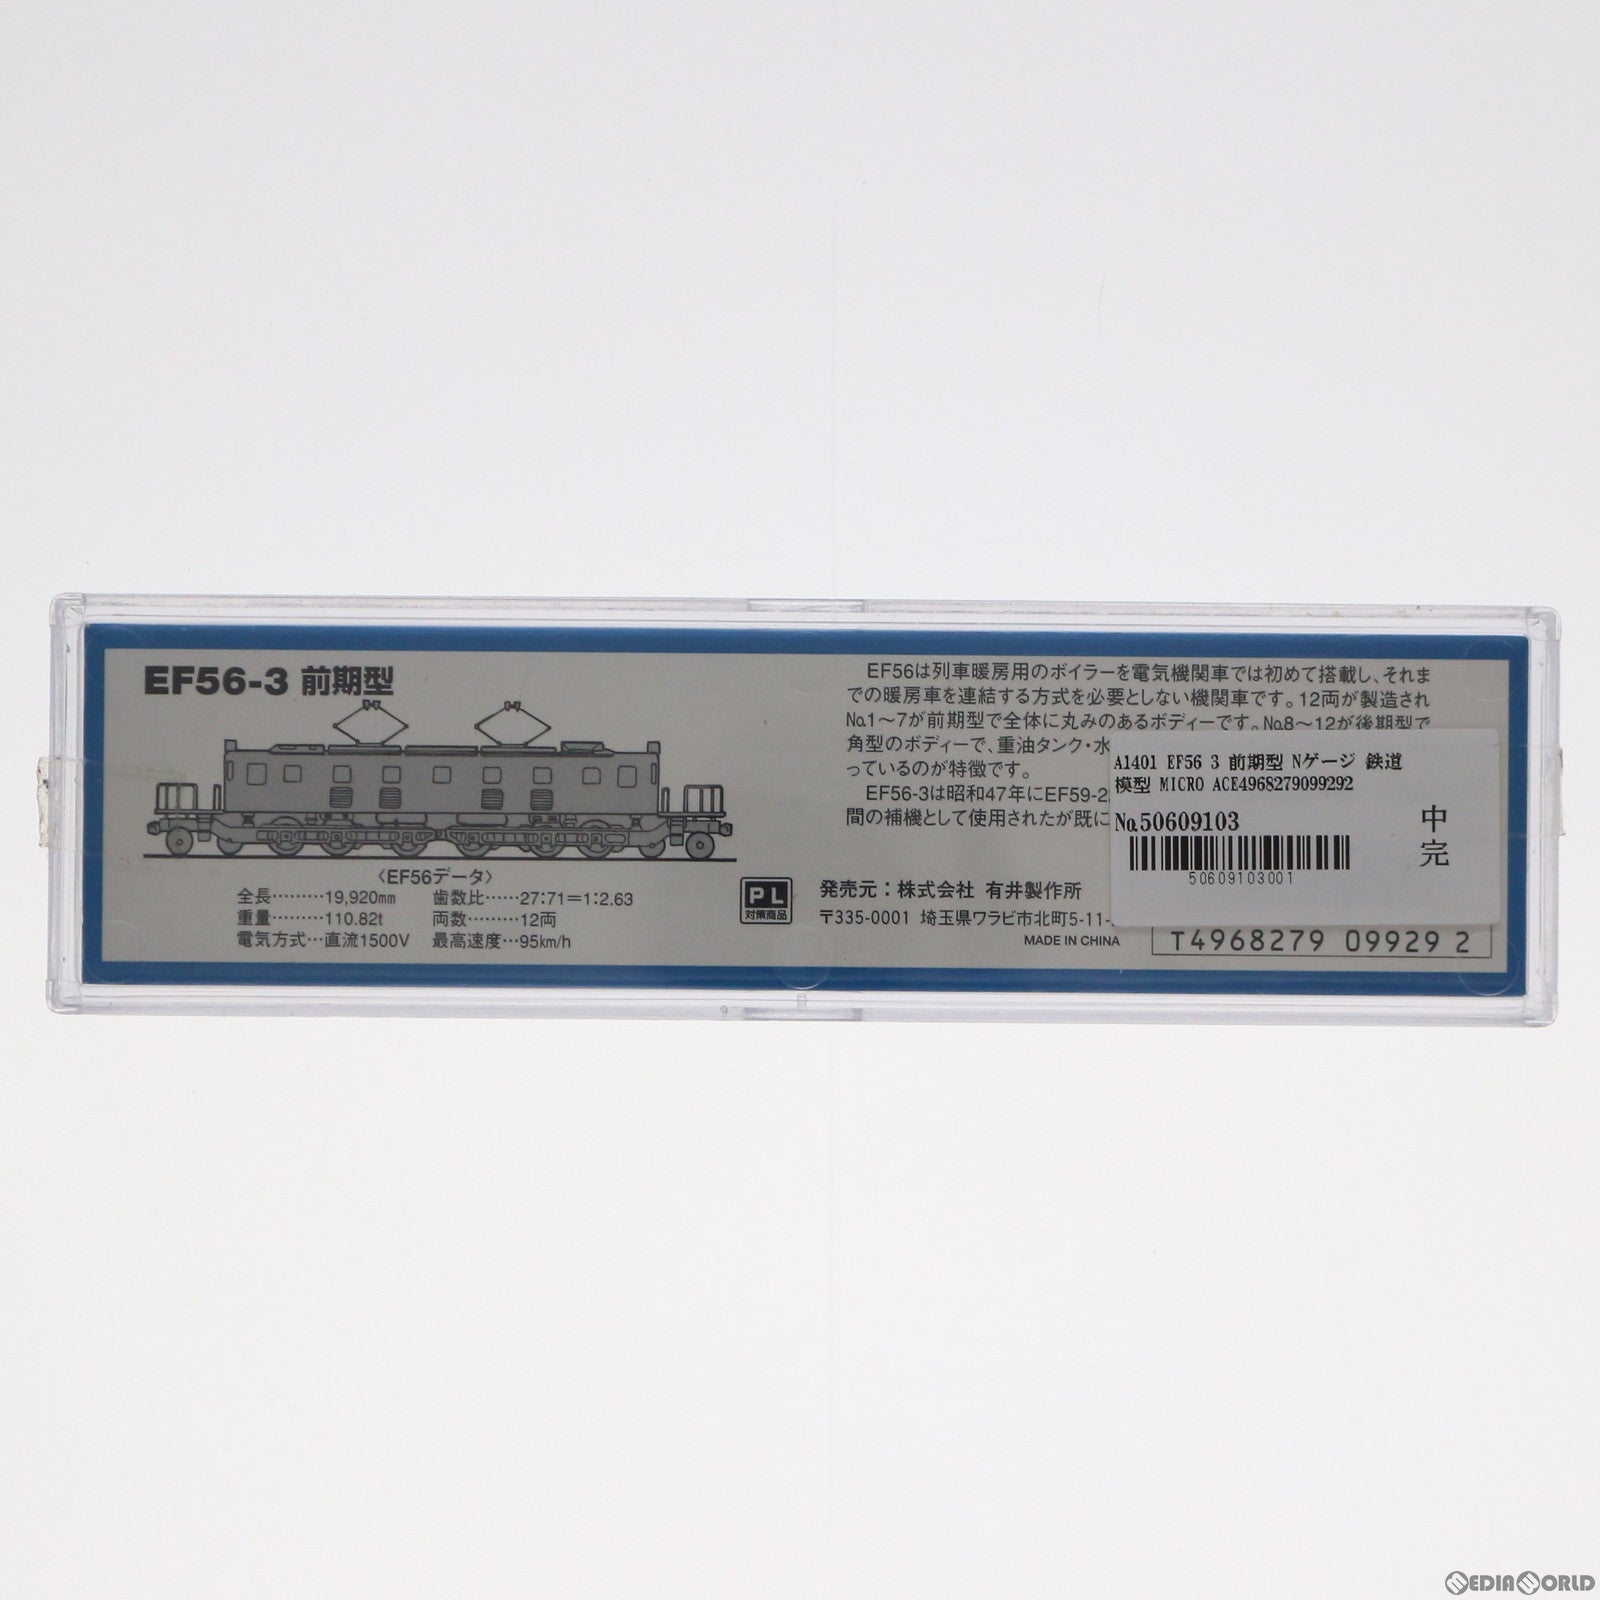 EF56-3 前期型
EF56は列車暖房用のボイラーを電気機関車では初めて搭載し、それま
での暖房車を連結する方式を必要としない機関車です。12両が製造され
No.1〜7が前期型で全体に丸みのあるボディーです。No.8〜12が後期型で
角型のボディーで、重油タンク・水
っているのが特徴です。
EF56-3は昭和47年にEF59-2
間の補機として使用されたが既に
〈EF56データ〉
全長………19,920mm 歯数比……27:71=1:2.63
重量………110.82t 両数………12両
電気方式…直流1500V 最高速度…95km/h
PL
対策商品
発売元：株式会社 有井製作所
〒335-0001 埼玉県ワラビ市北町5-11-
MADE IN CHINA
T4968279 09929 2
A1401 EF56 3 前期型 Nゲージ 鉄道
模型 MICRO ACE4968279099292
No.50609103
中
完
50609103001
MEDIAWORLD